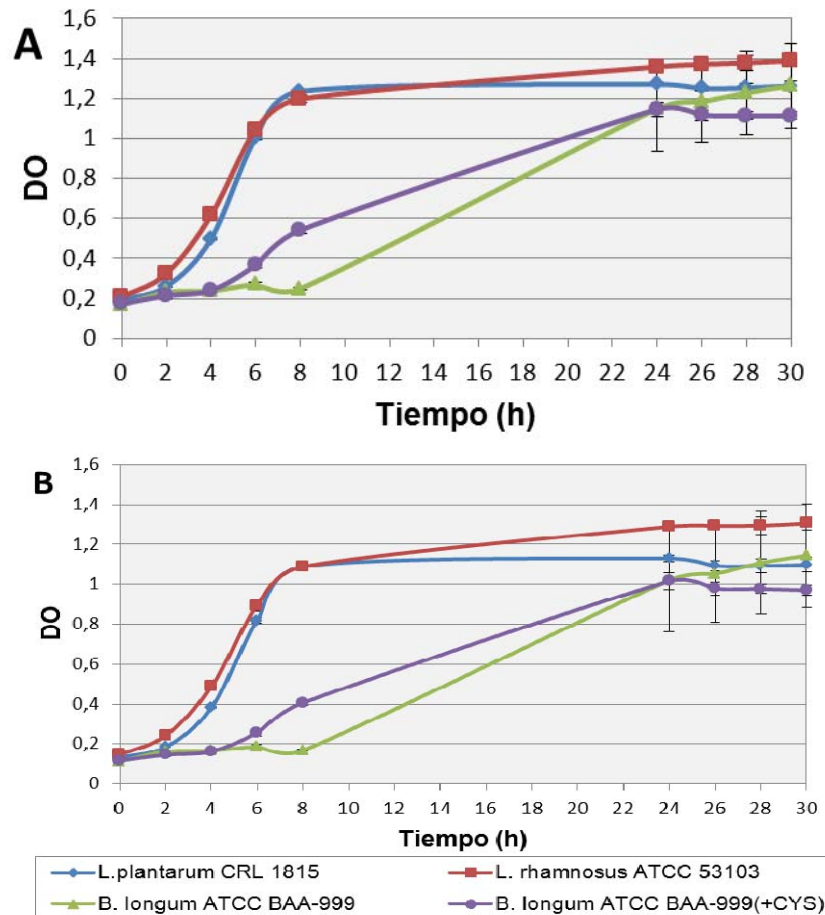 A
1,6
1,4
1,2
1
0,8
0,6
0,4
0,2
0
DO
0 2 4 6 8 10 12 14 16 18 20 22 24 26 28 30
Tiempo (h)
B
1,6
1,4
1,2
1
0,8
0,6
0,4
0,2
0
DO
0 2 4 6 8 10 12 14 16 18 20 22 24 26 28 30
Tiempo (h)
L.plantarum CRL 1815 L. rhamnosus ATCC 53103
B. longum ATCC BAA-999 B. longum ATCC BAA-999(+CYS)